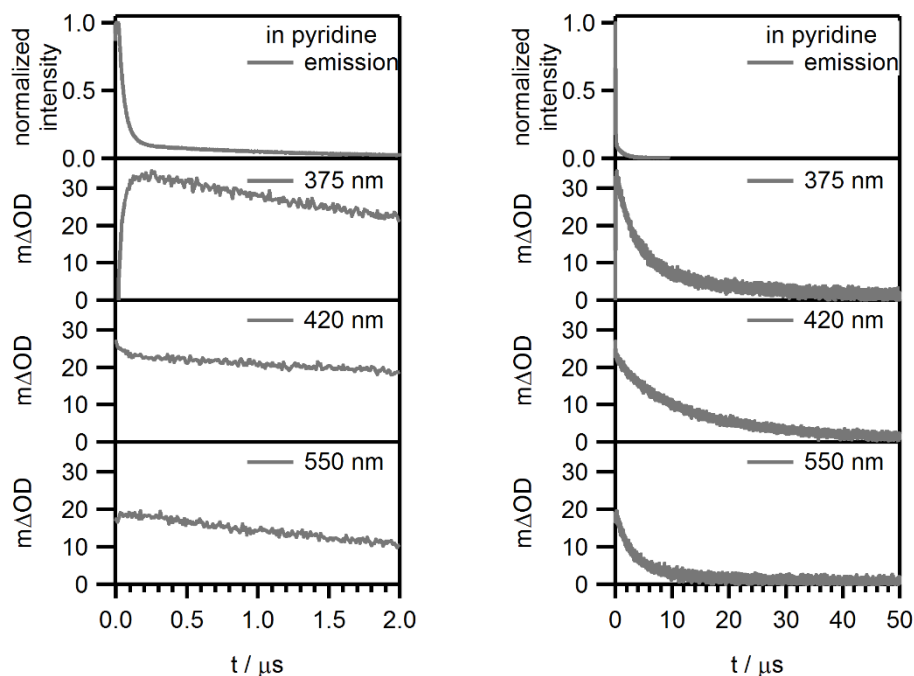 in pyridine
emission
normalized
intensity
1.0
0.5
0.0
375 nm
mΔOD
30
20
10
0
420 nm
mΔOD
30
20
10
0
550 nm
mΔOD
30
20
10
0
0.0 0.5 1.0 1.5 2.0
t / μs
in pyridine
emission
normalized
intensity
1.0
0.5
0.0
375 nm
mΔOD
30
20
10
0
420 nm
mΔOD
30
20
10
0
550 nm
mΔOD
30
20
10
0
0 10 20 30 40 50
t / μs